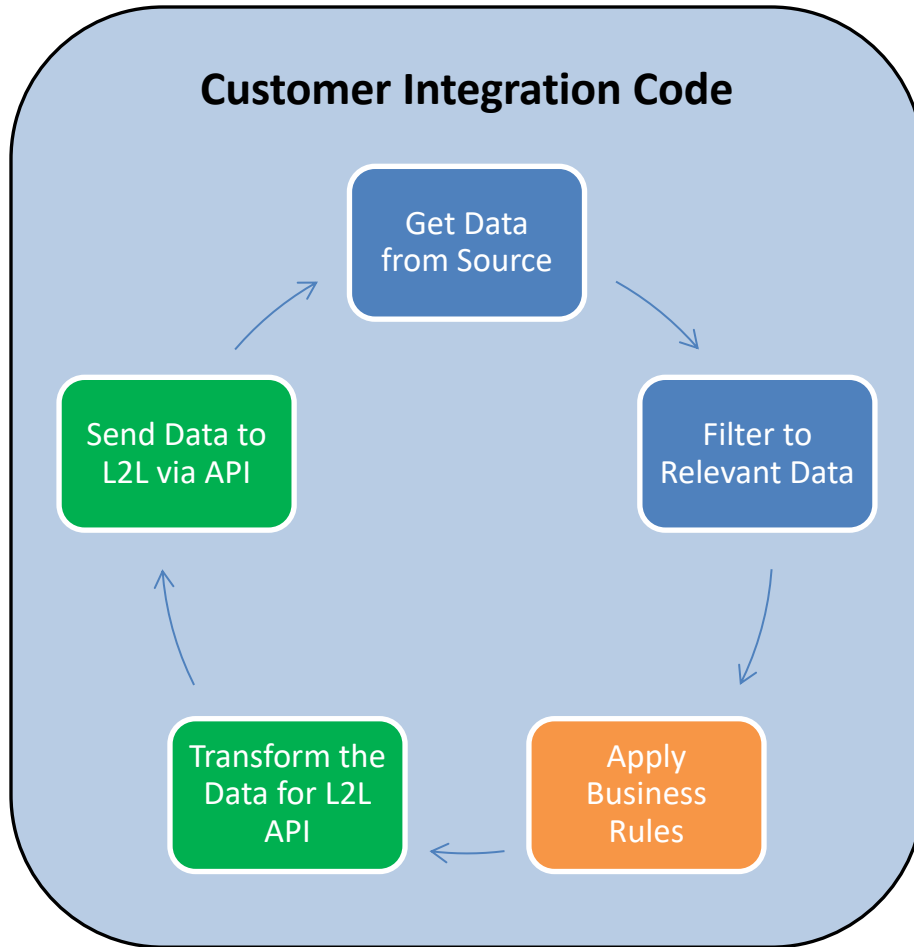 Customer Integration Code
Get Data
from Source
Filter to
Relevant Data
Apply
Business
Rules
Transform the
Data for L2L
API
Send Data to
L2L via API